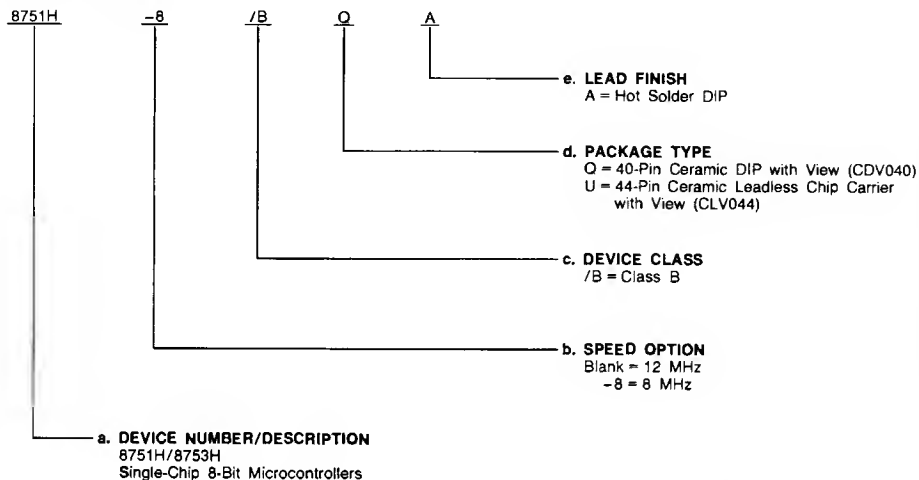 8751H -8 /B Q A
e. LEAD FINISH
A = Hot Solder DIP
d. PACKAGE TYPE
Q = 40-Pin Ceramic DIP with View (CDV040)
U = 44-Pin Ceramic Leadless Chip Carrier
with View (CLV044)
c. DEVICE CLASS
/B = Class B
b. SPEED OPTION
Blank = 12 MHz
-8 = 8 MHz
a. DEVICE NUMBER/DESCRIPTION
8751H/8753H
Single-Chip 8-Bit Microcontrollers